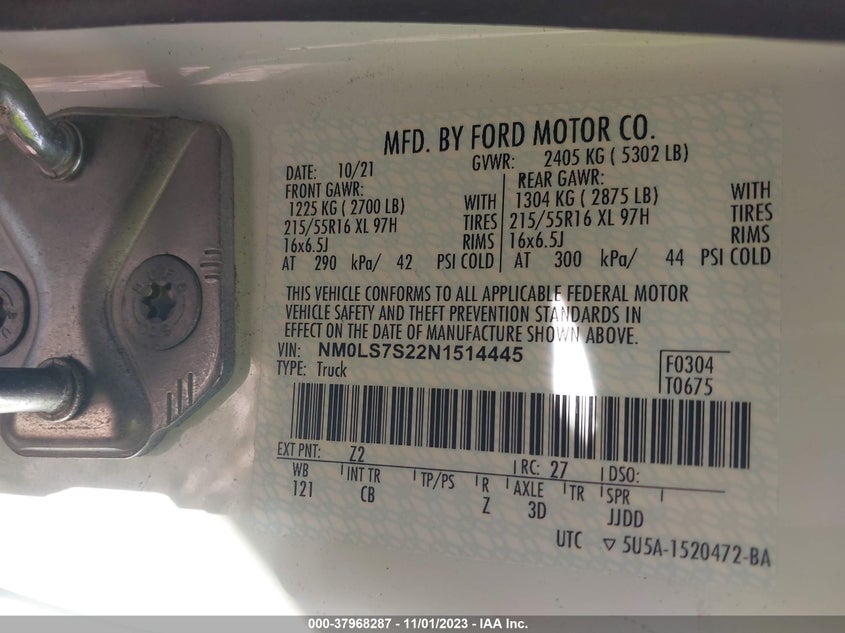 MFD. BY FORD MOTOR CO.
DATE: 10/21 GVWR: 2405 KG ( 5302 LB)
FRONT GAWR: REAR GAWR:
1225 KG ( 2700 LB) WITH 1304 KG ( 2875 LB) WITH
215/55R16 XL 97H TIRES 215/55R16 XL 97H TIRES
16x6.5J RIMS 16x6.5J RIMS
AT 290 kPa/ 42 PSI COLD AT 300 kPa/ 44 PSI COLD
THIS VEHICLE CONFORMS TO ALL APPLICABLE FEDERAL MOTOR
VEHICLE SAFETY AND THEFT PREVENTION STANDARDS IN
EFFECT ON THE DATE OF MANUFACTURE SHOWN ABOVE.
VIN: NM0LS7S22N1514445 F0304
TYPE: Truck T0675
EXT PNT: Z2 RC: 27 DSO:
WB INT TR TP/PS R AXLE TR SPR
121 CB Z 3D JJDD
UTC ▽ 5U5A-1520472-BA
000-37968287 - 11/01/2023 - IAA Inc.